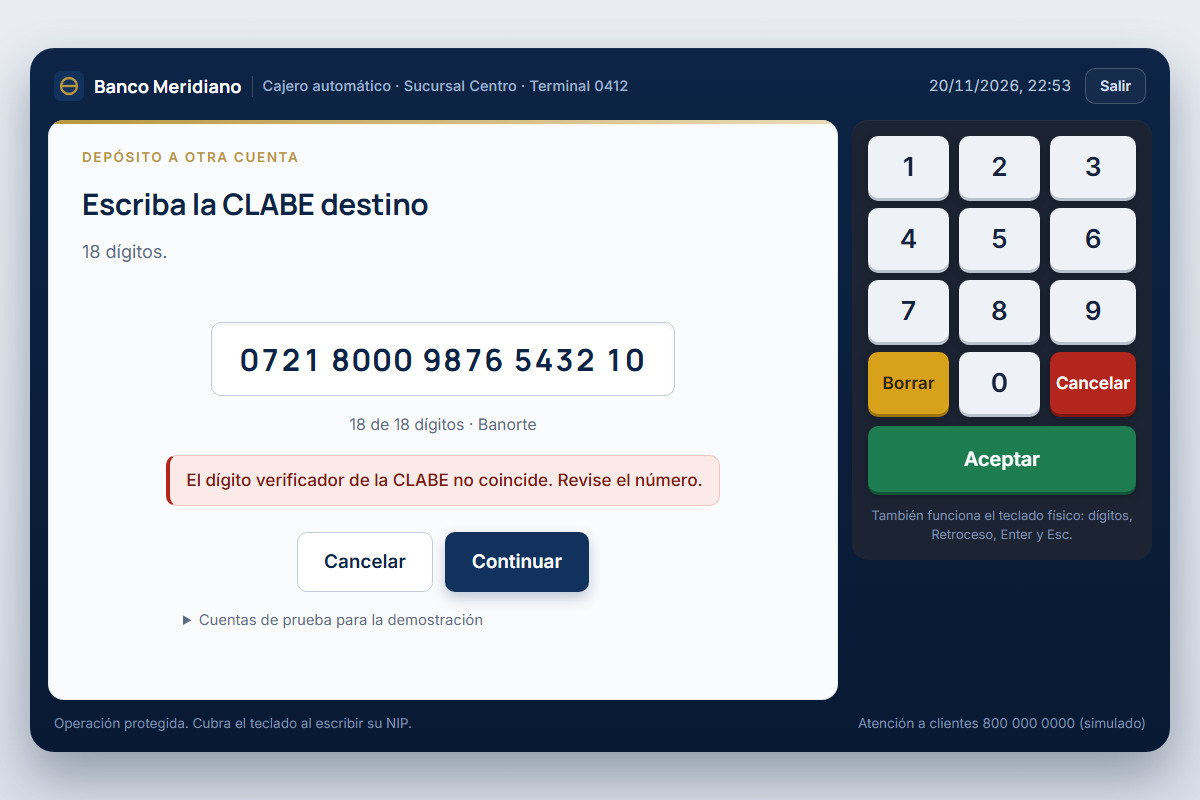 Banco Meridiano
Cajero automático · Sucursal Centro · Terminal 0412
20/11/2026, 22:53
Salir
DEPÓSITO A OTRA CUENTA
Escriba la CLABE destino
18 dígitos.
0721 8000 9876 5432 10
18 de 18 dígitos · Banorte
El dígito verificador de la CLABE no coincide. Revise el número.
Cancelar
Continuar
Cuentas de prueba para la demostración
1 2 3
4 5 6
7 8 9
Borrar 0 Cancelar
Aceptar
También funciona el teclado físico: dígitos,
Retroceso, Enter y Esc.
Operación protegida. Cubra el teclado al escribir su NIP.
Atención a clientes 800 000 0000 (simulado)